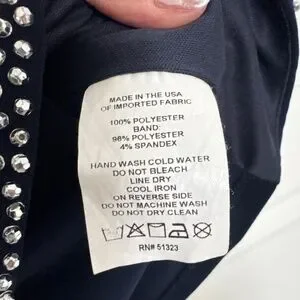 MADE IN THE USA
OF IMPORTED FABRIC
100% POLYESTER
BAND:
96% POLYESTER
4% SPANDEX
HAND WASH COLD WATER
DO NOT BLEACH
LINE DRY
COOL IRON
ON REVERSE SIDE
DO NOT MACHINE WASH
DO NOT DRY CLEAN
RN# 51323